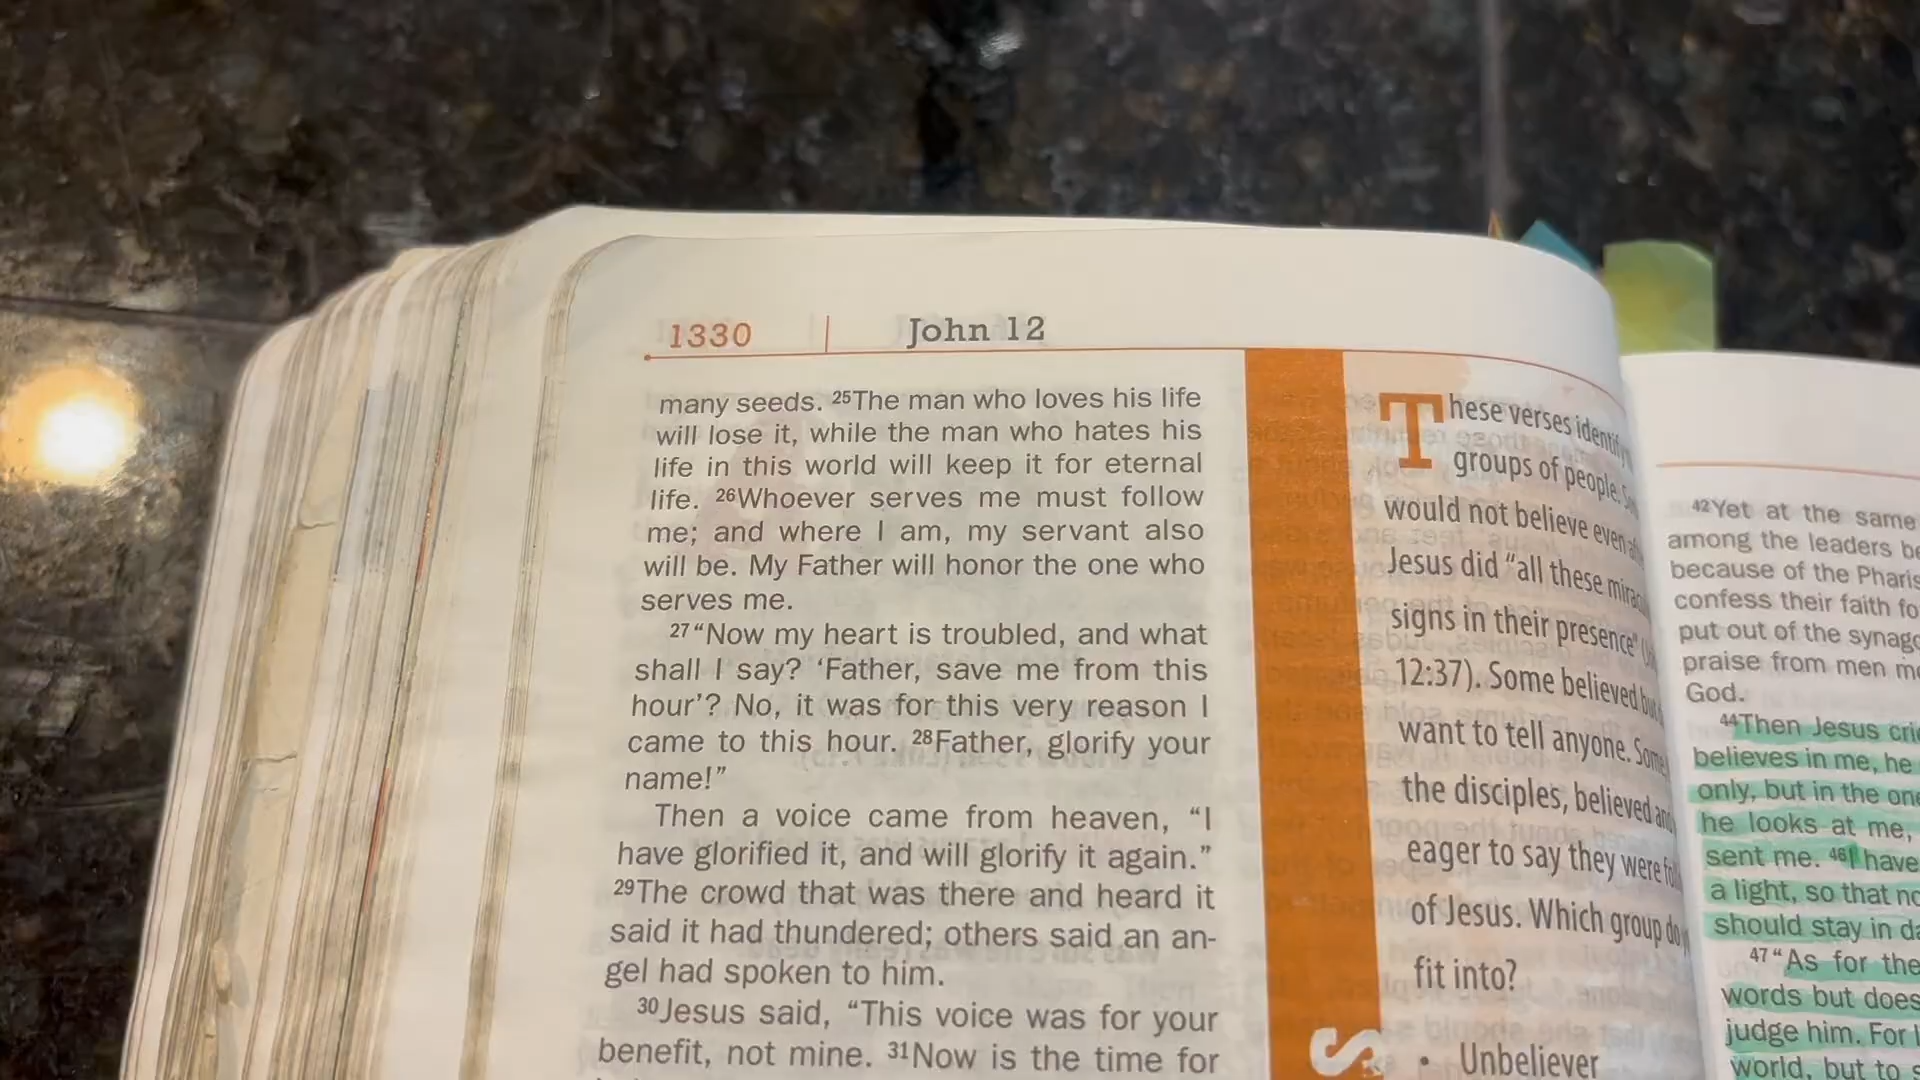 1330 | John 12
many seeds. ²⁵The man who loves his life
will lose it, while the man who hates his
life in this world will keep it for eternal
life. ²⁶Whoever serves me must follow
me; and where I am, my servant also
will be. My Father will honor the one who
serves me.
²⁷“Now my heart is troubled, and what
shall I say? ‘Father, save me from this
hour’? No, it was for this very reason I
came to this hour. ²⁸Father, glorify your
name!”
Then a voice came from heaven, “I
have glorified it, and will glorify it again.”
²⁹The crowd that was there and heard it
said it had thundered; others said an an-
gel had spoken to him.
³⁰Jesus said, “This voice was for your
benefit, not mine. ³¹Now is the time for
These verses identify
groups of people.
would not believe even
Jesus did “all these
signs in their presence”
12:37). Some believed
want to tell anyone.
the disciples, believed
eager to say they were
of Jesus. Which group
fit into?
• Unbeliever
S
⁴²Yet at the same
among the leaders
because of the
confess their faith
put out of the
praise from men
God.
⁴⁴Then Jesus
believes in me, he
only, but in the
he looks at me,
sent me. ⁴⁶I have
a light, so that
should stay in
⁴⁷“As for the
words but
judge him. For
world, but to